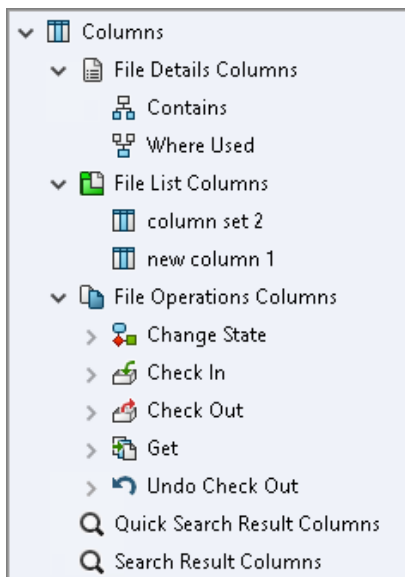 Columns
File Details Columns
Contains
Where Used
File List Columns
column set 2
new column 1
File Operations Columns
Change State
Check In
Check Out
Get
Undo Check Out
Quick Search Result Columns
Search Result Columns